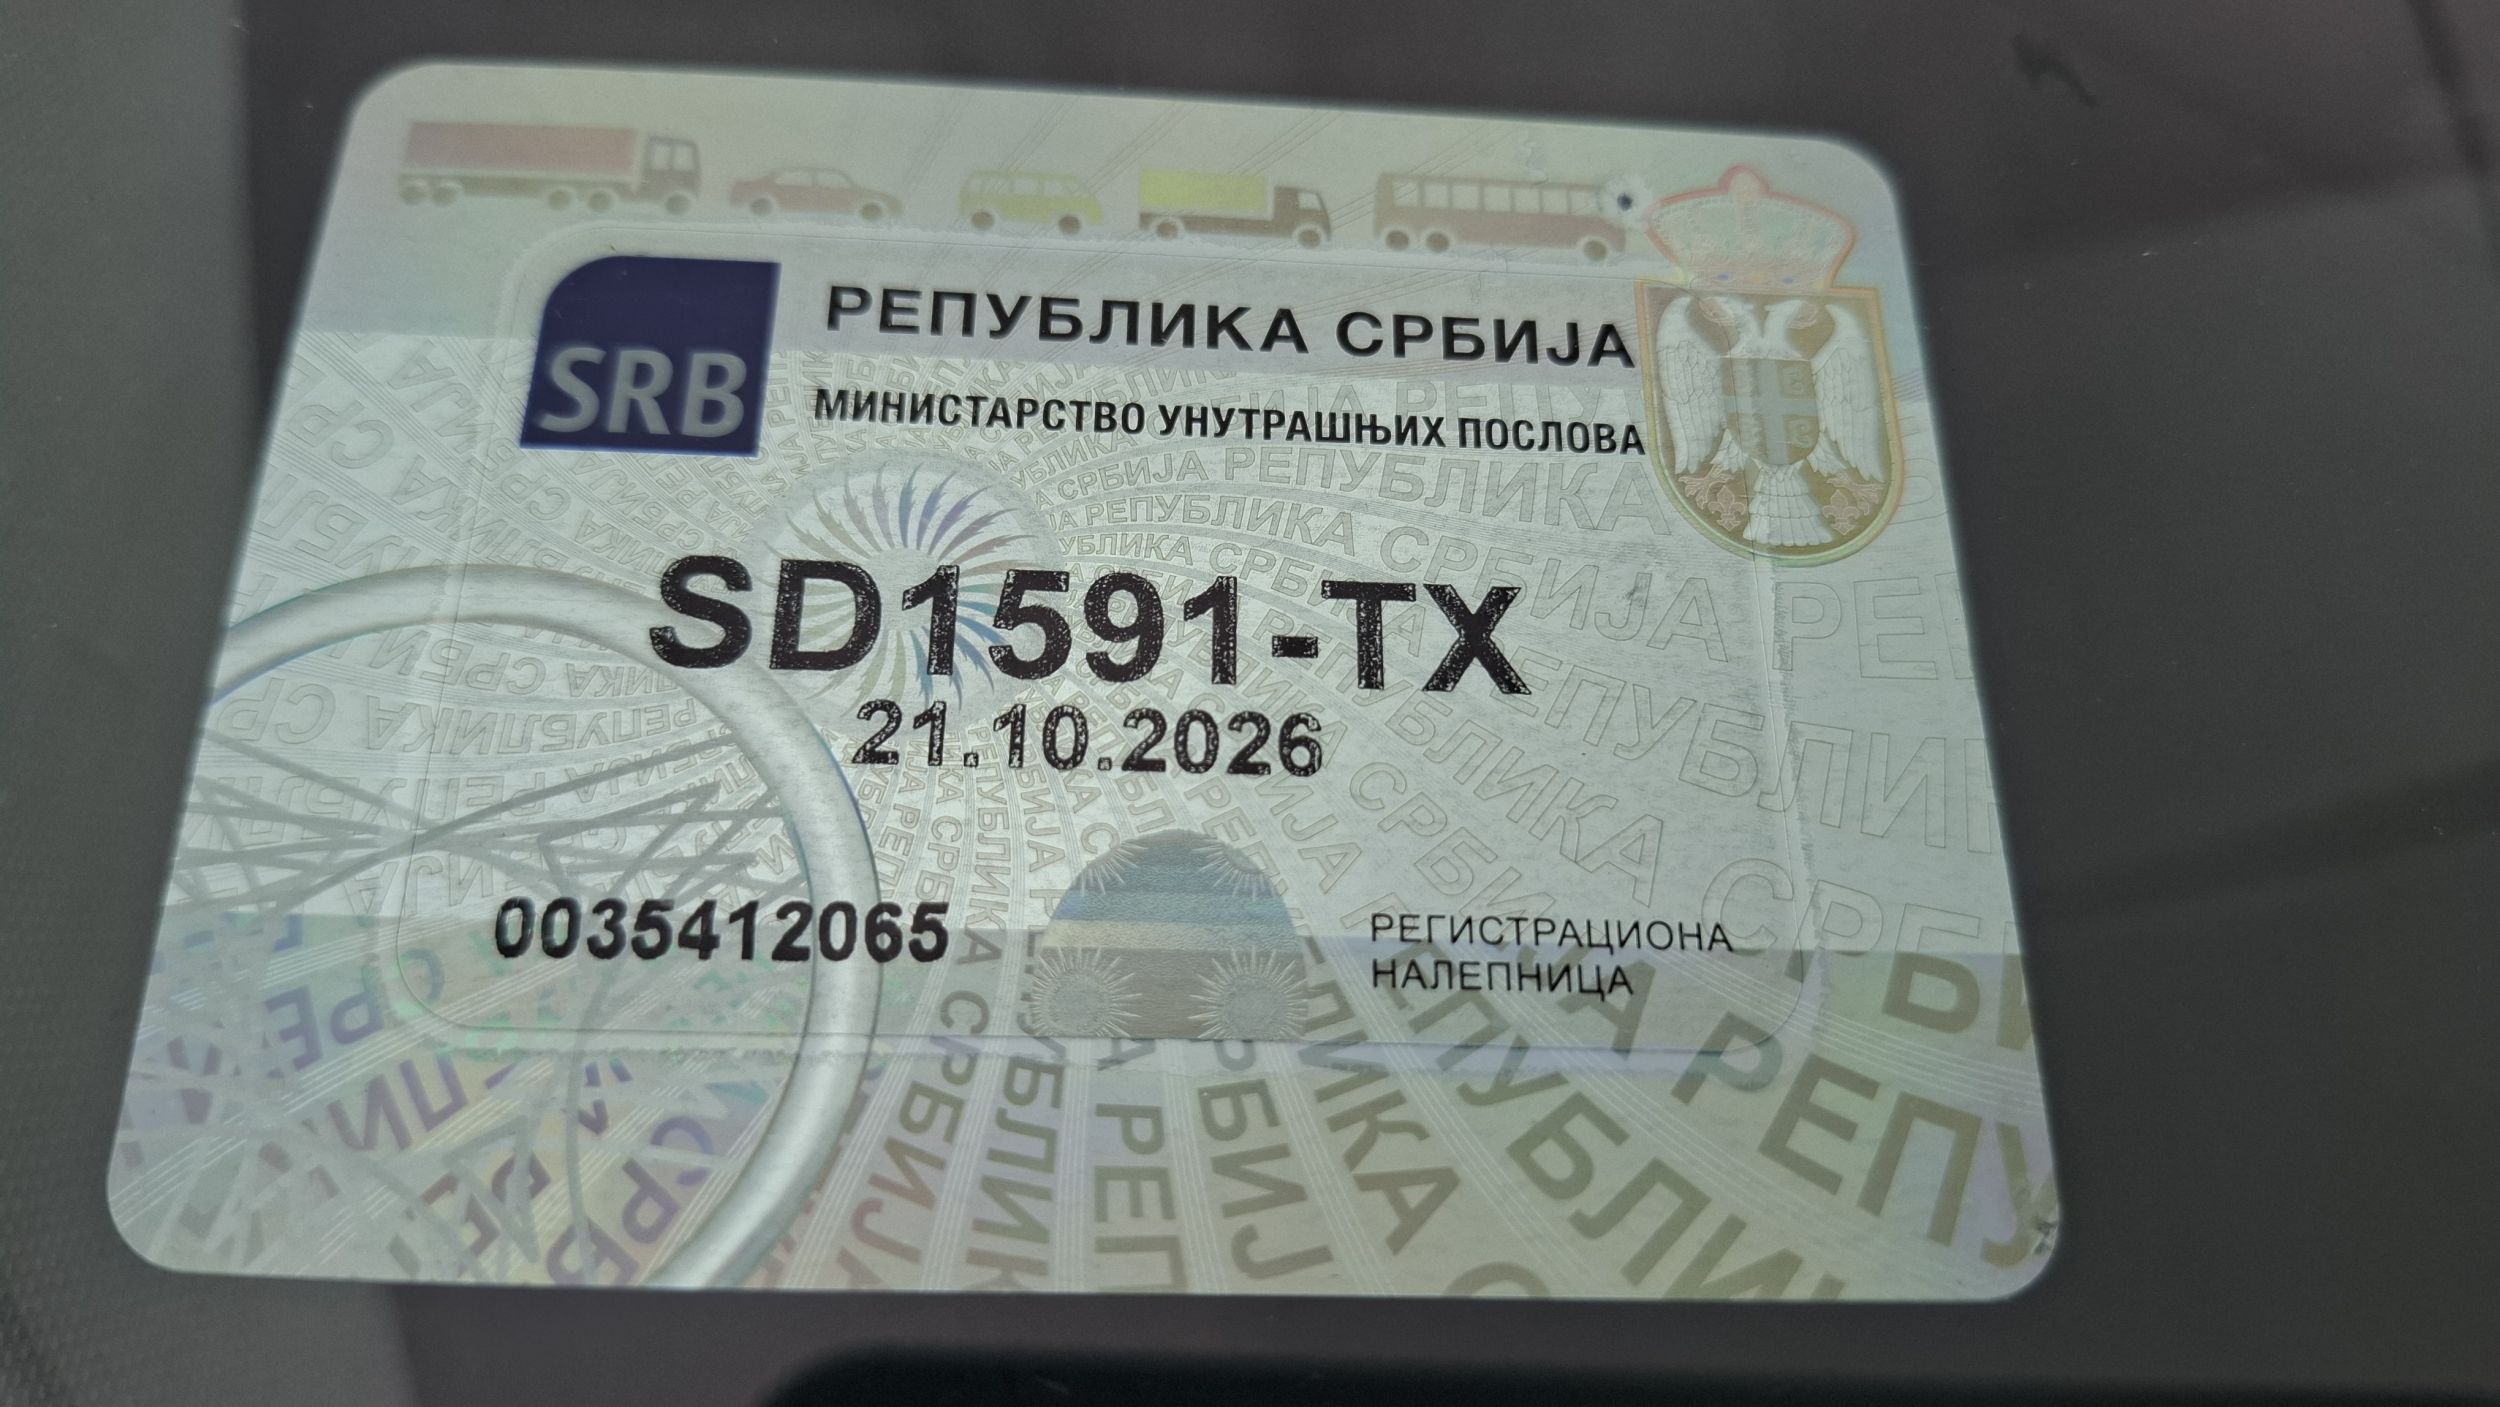 SRB
РЕПУБЛИКА СРБИЈА
МИНИСТАРСТВО УНУТРАШЊИХ ПОСЛОВА
SD1591-TX
21.10.2026
0035412065
РЕГИСТРАЦИОНА
НАЛЕПНИЦА